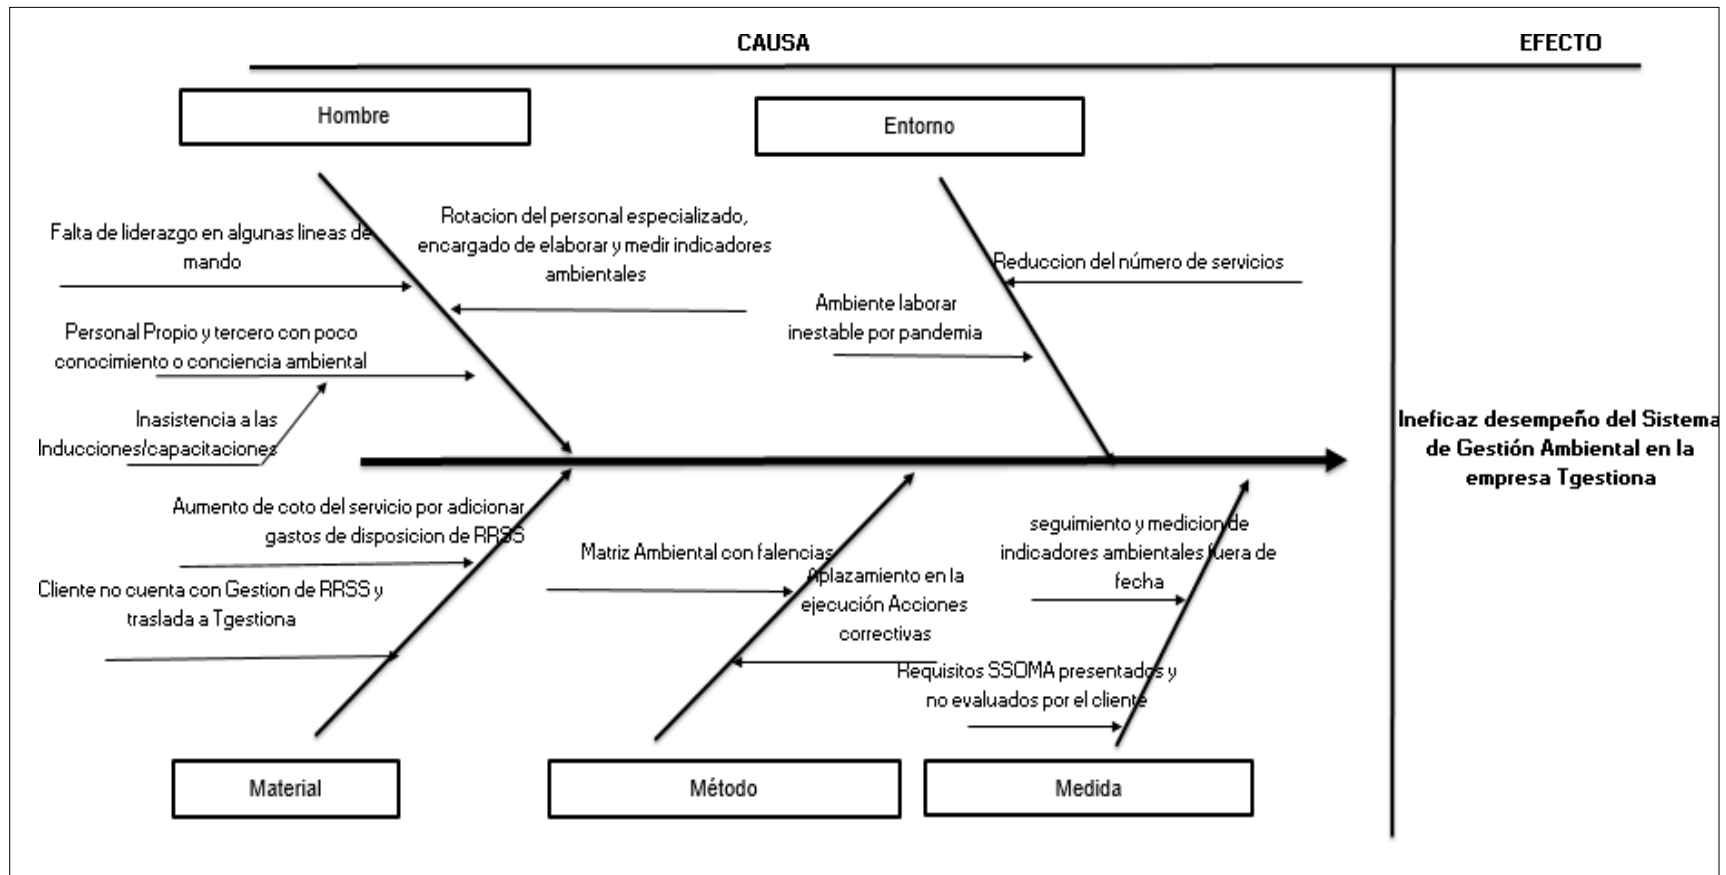 CAUSA
EFECTO
Hombre
Entorno
Falta de liderazgo en algunas lineas de
mando
Rotacion del personal especializado,
encargado de elaborar y medir indicadores
ambientales
Personal Propio y tercero con poco
conocimiento o conciencia ambiental
Inasistencia a las
Inducciones/capacitaciones
Reduccion del número de servicios
Ambiente laborar
inestable por pandemia
Ineficaz desempeño del Sistema
de Gestión Ambiental en la
empresa Tgestiona
Aumento de coto del servicio por adicionar
gastos de disposicion de RRSS
Cliente no cuenta con Gestion de RRSS y
traslada a Tgestiona
Matriz Ambiental con falencias
Aplazamiento en la
ejecución Acciones
correctivas
seguimiento y medicion de
indicadores ambientales fuera de
fecha
Requisitos SSOMA presentados y
no evaluados por el cliente
Material
Método
Medida